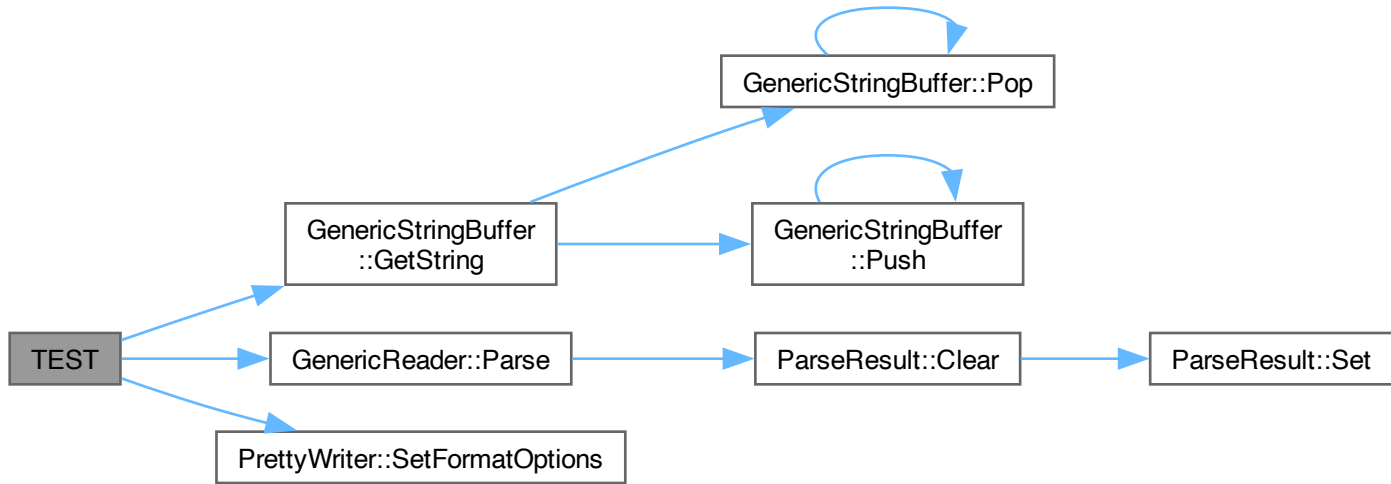 GenericStringBuffer::Pop
GenericStringBuffer
::GetString
GenericStringBuffer
::Push
TEST
GenericReader::Parse
ParseResult::Clear
ParseResult::Set
PrettyWriter::SetFormatOptions